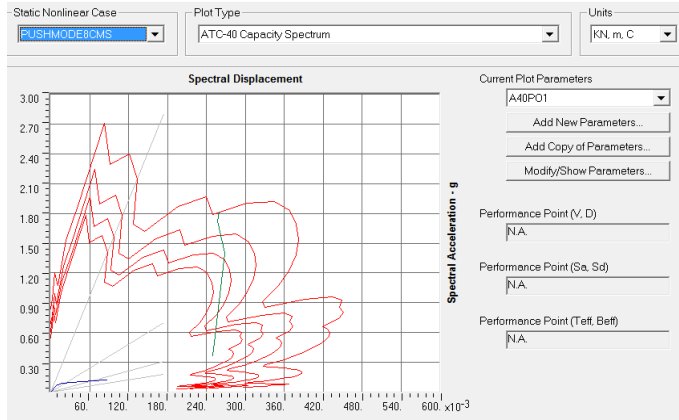 Static Nonlinear Case
PUSHMODE8CMS
Plot Type
ATC-40 Capacity Spectrum
Units
KN, m, C
Spectral Displacement
3.00
2.70
2.40
2.10
1.80
1.50
1.20
0.90
0.60
0.30
60. 120. 180. 240. 300. 360. 420. 480. 540. 600. x10-3
Spectral Acceleration - g
Current Plot Parameters
A40PO1
Add New Parameters...
Add Copy of Parameters...
Modify/Show Parameters...
Performance Point (V, D)
N.A.
Performance Point (Sa, Sd)
N.A.
Performance Point (Teff, Beff)
N.A.